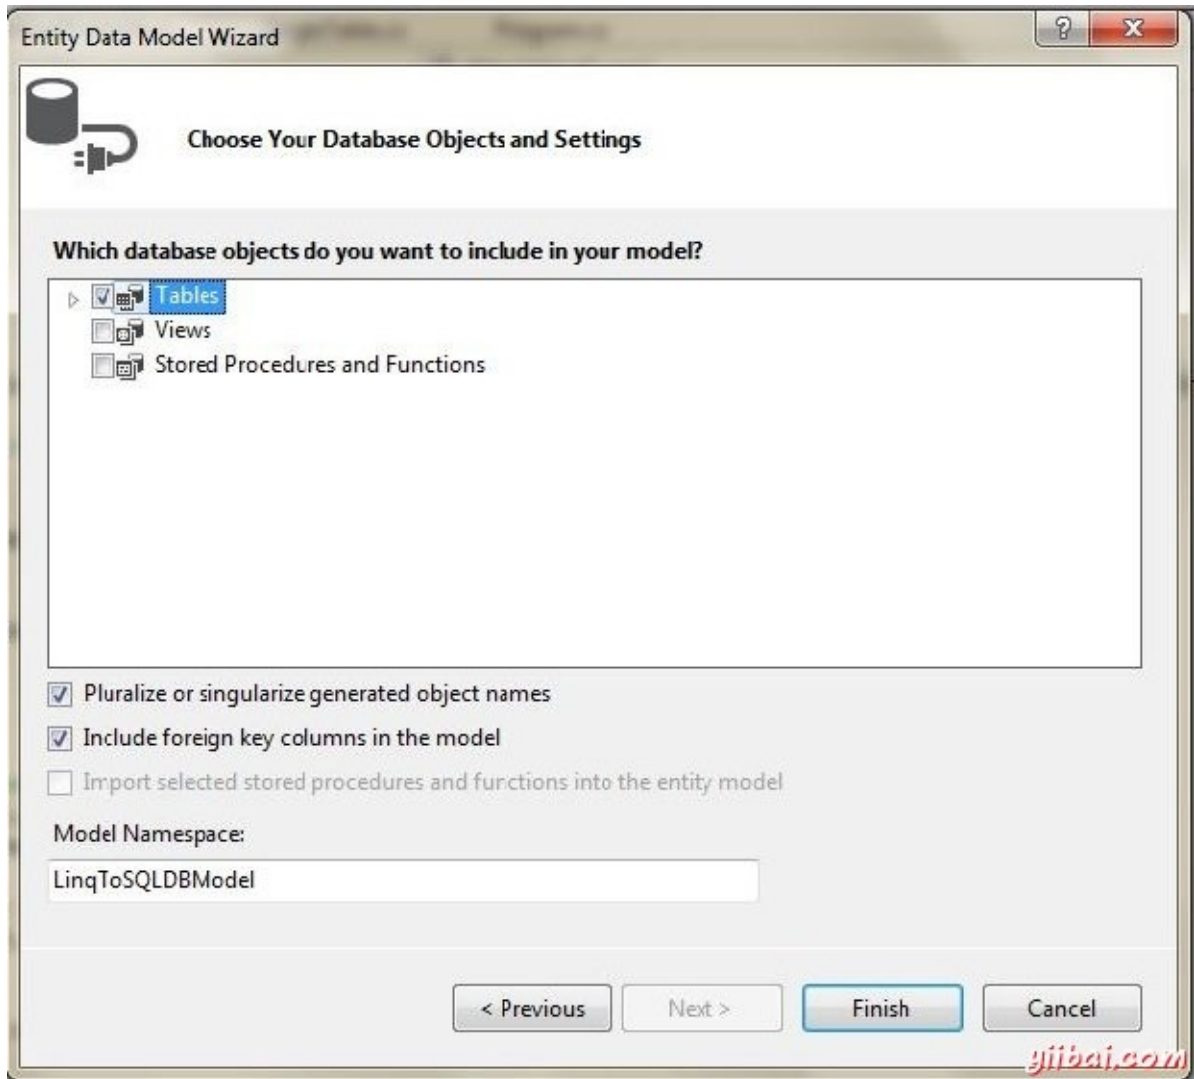 Entity Data Model Wizard
?
Choose Your Database Objects and Settings
Which database objects do you want to include in your model?
Tables
Views
Stored Procedures and Functions
Pluralize or singularize generated object names
Include foreign key columns in the model
Import selected stored procedures and functions into the entity model
Model Namespace:
LinqToSQLDBModel
< Previous Next > Finish Cancel
yiibai.com